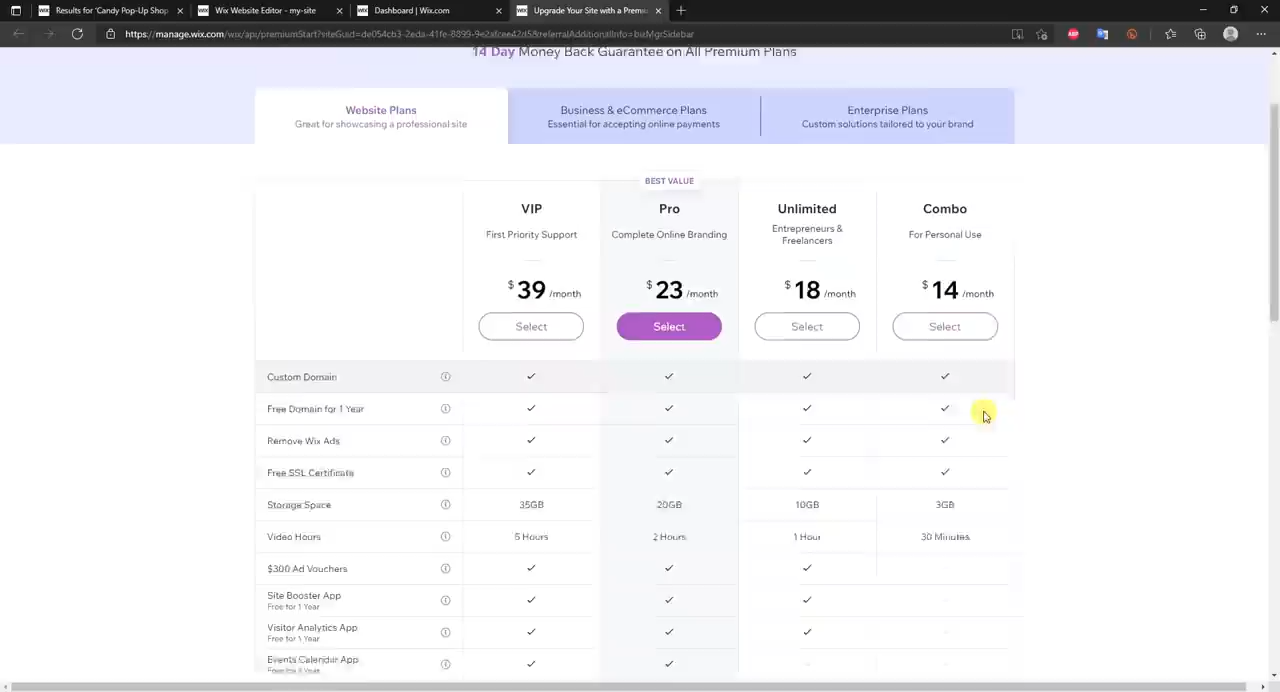 Results for 'Candy Pop-Up Shop
Wix Website Editor - my-site
Dashboard | Wix.com
Upgrade Your Site with a Premiu
14 Day Money Back Guarantee on All Premium Plans
Website Plans
Great for showcasing a professional site
Business & eCommerce Plans
Essential for accepting online payments
Enterprise Plans
Custom solutions tailored to your brand
BEST VALUE
VIP Pro Unlimited Combo
First Priority Support Complete Online Branding Entrepreneurs & Freelancers For Personal Use
$ 39 /month $ 23 /month $ 18 /month $ 14 /month
Select Select Select Select
Custom Domain
Free Domain for 1 Year
Remove Wix Ads
Free SSL Certificate
Storage Space 35GB 20GB 10GB 3GB
Video Hours 5 Hours 2 Hours 1 Hour 30 Minutes
$300 Ad Vouchers
Site Booster App
Free for 1 Year
Visitor Analytics App
Free for 1 Year
Events Calendar App
Free for 1 Year